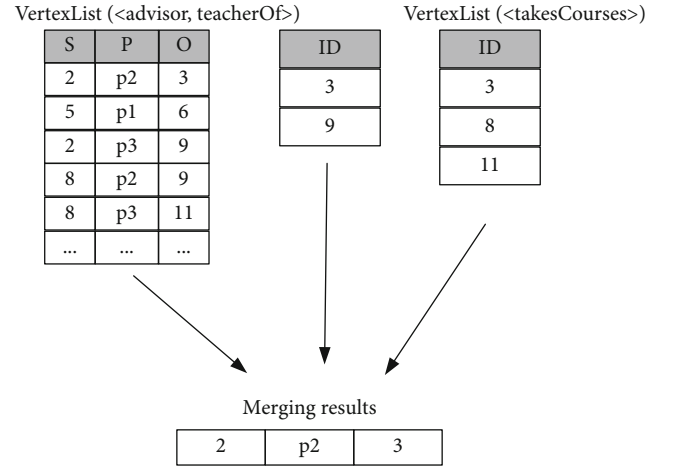 VertexList (<advisor, teacherOf>) VertexList (<takesCourses>)
S P O
2 p2 3
5 p1 6
2 p3 9
8 p2 9
8 p3 11
... ... ...
ID
3
9
ID
3
8
11
Merging results
2 p2 3